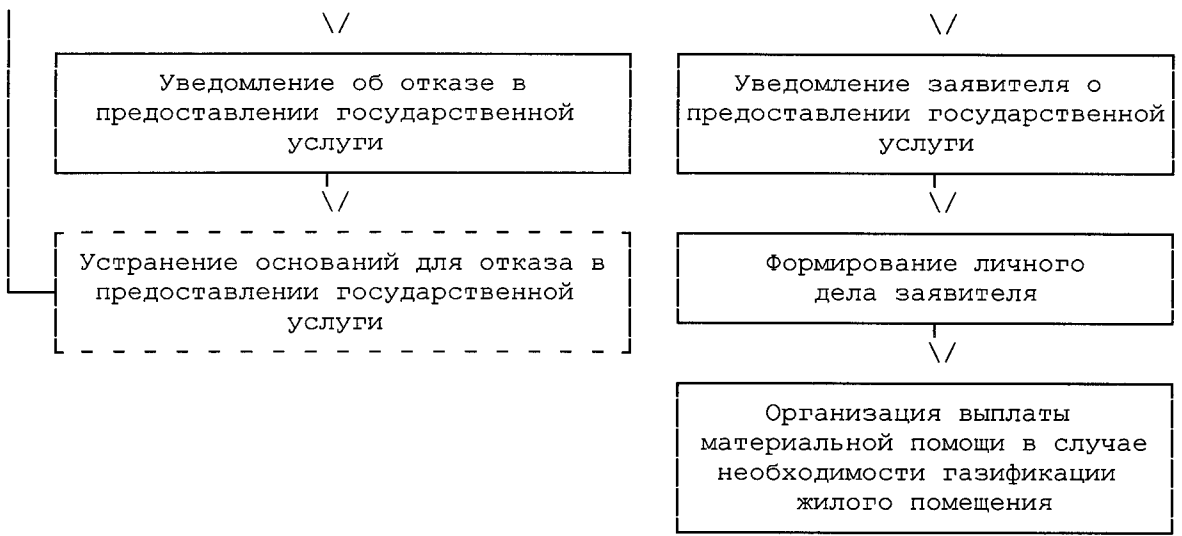 Уведомление об отказе в
предоставлении государственной
услуги
Устранение оснований для отказа в
предоставлении государственной
услуги
Уведомление заявителя о
предоставлении государственной
услуги
Формирование личного
дела заявителя
Организация выплаты
материальной помощи в случае
необходимости газификации
жилого помещения